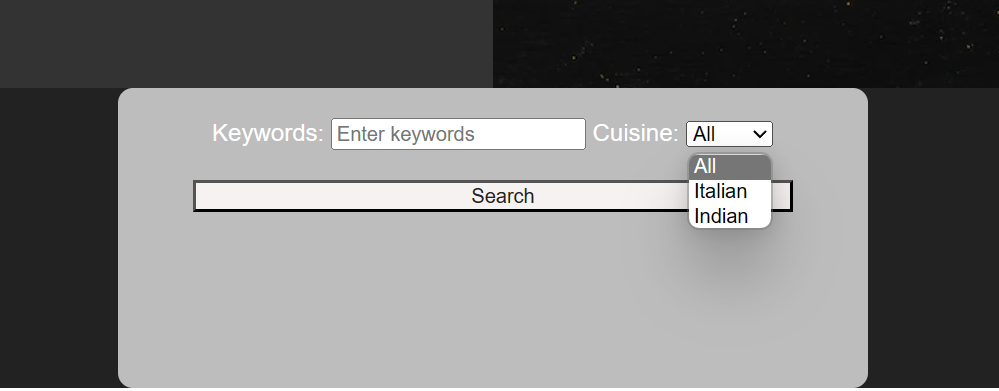 Keywords: Enter keywords Cuisine: All
All
Search
Italian
Indian